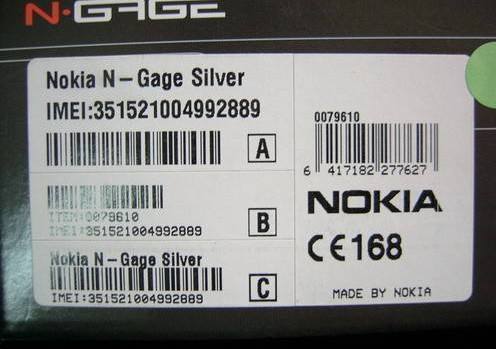 N·GAGE
Nokia N-Gage Silver
IMEI:351521004992889
A
ITEM:0079610
IMEI:351521004992889
B
Nokia N-Gage Silver
IMEI:351521004992889
C
0079610
6 417182 277627
NOKIA
CE168
MADE BY NOKIA